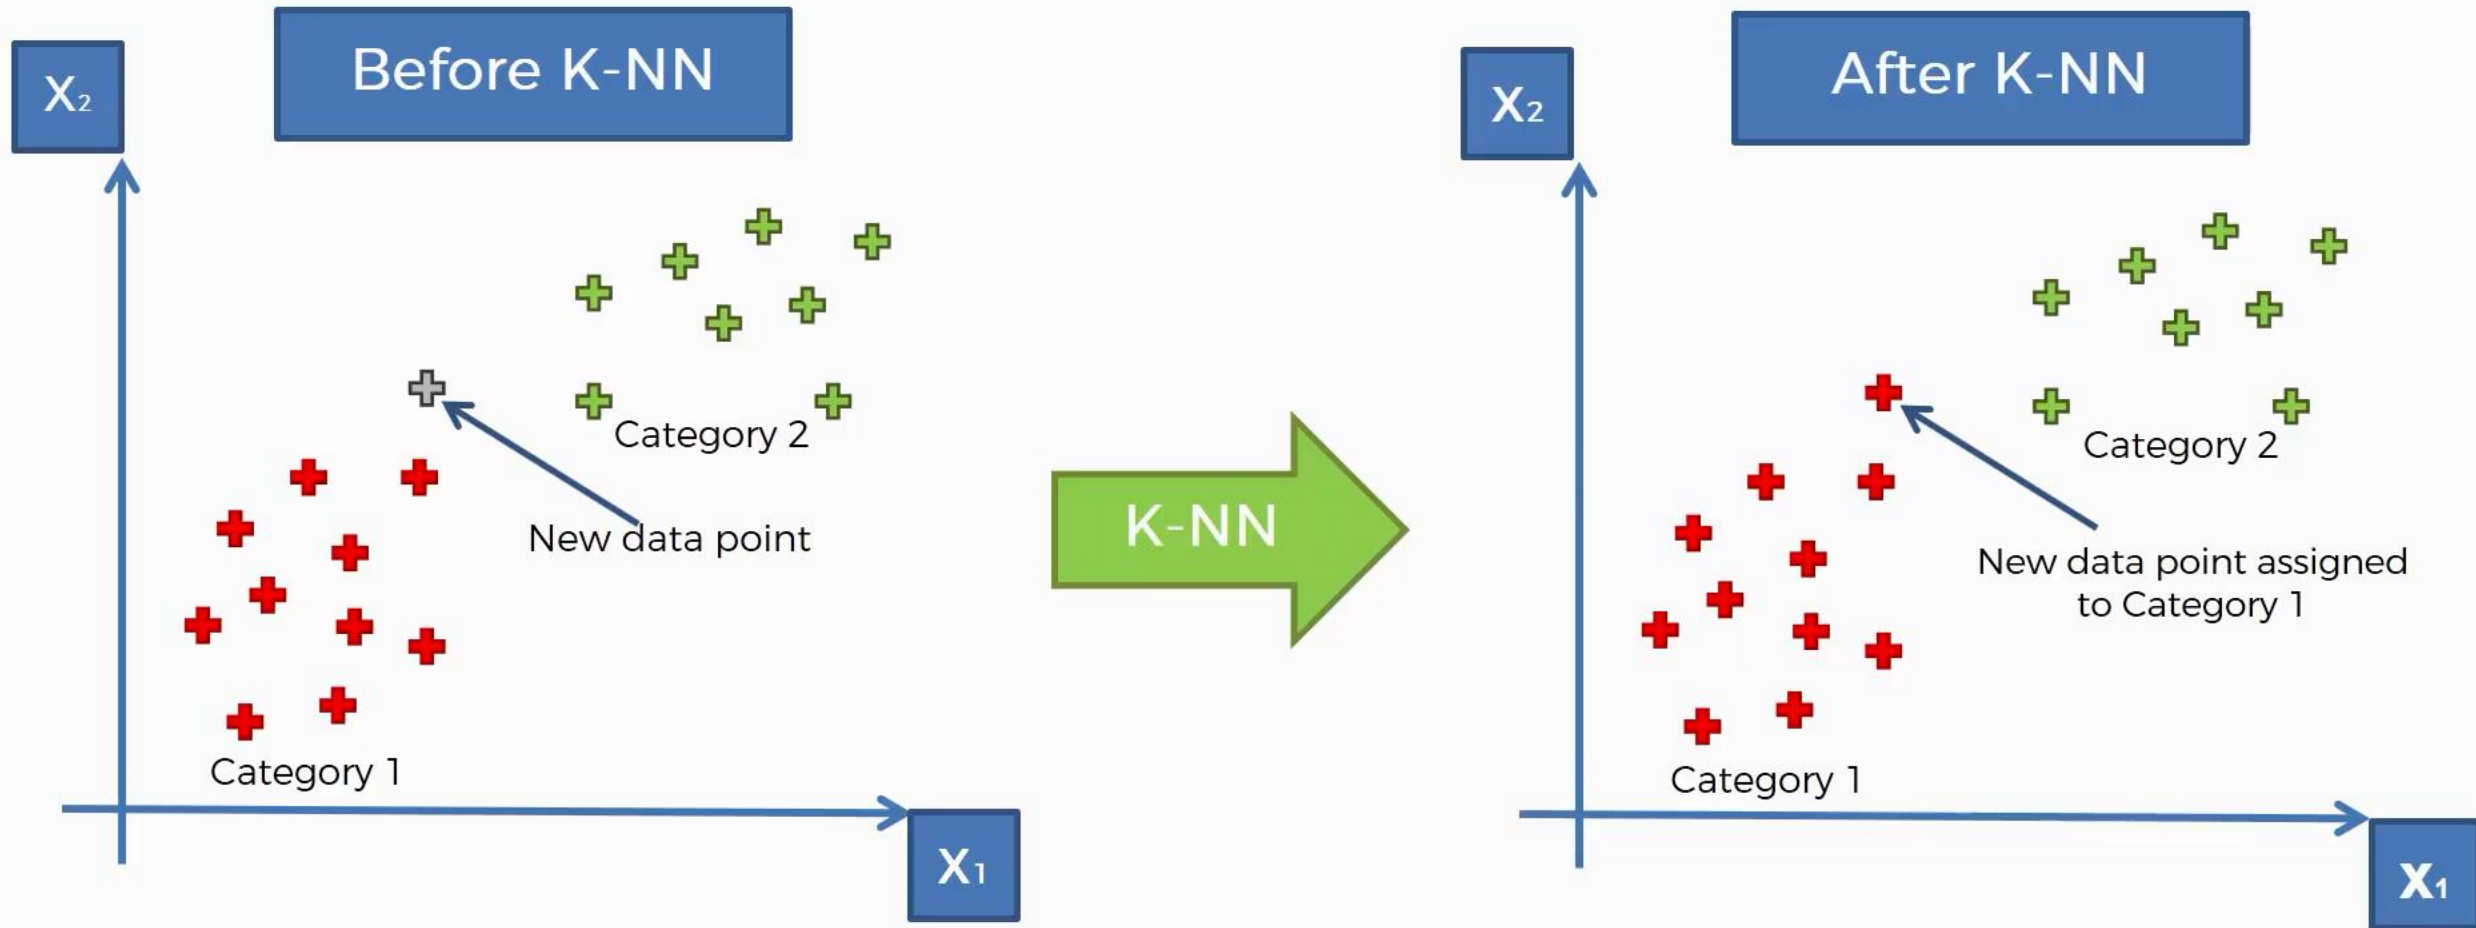 X₂
Before K-NN
Category 2
New data point
Category 1
X₁
K-NN
X₂
After K-NN
Category 2
New data point assigned
to Category 1
Category 1
X₁